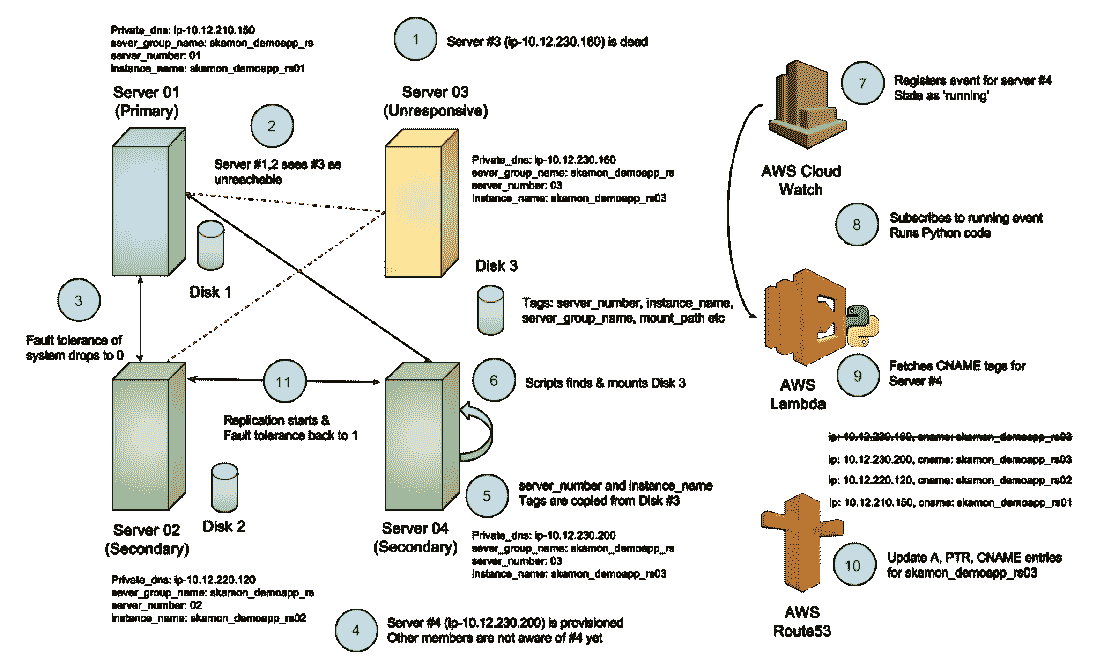 Private_dns: ip-10.12.210.150
sever_group_name: skamon_demoapp_rs
server_number: 01
instance_name: skamon_demoapp_rs01
Server 01
(Primary)
1
Server #3 (ip-10.12.230.160) is dead
Server 03
(Unresponsive)
2
Server #1,2 sees #3 as
unreachable
Private_dns: ip-10.12.230.160
sever_group_name: skamon_demoapp_rs
server_number: 03
instance_name: skamon_demoapp_rs03
Disk 1
3
Fault tolerance of
system drops to 0
Disk 3
Tags: server_number, instance_name,
server_group_name, mount_path etc
6
Scripts finds & mounts Disk 3
11
Replication starts &
Fault tolerance back to 1
5
server_number and instance_name
Tags are copied from Disk #3
Server 02
(Secondary)
Disk 2
Server 04
(Secondary)
Private_dns: ip-10.12.230.200
sever_group_name: skamon_demoapp_rs
server_number: 03
instance_name: skamon_demoapp_rs03
Private_dns: ip-10.12.220.120
sever_group_name: skamon_demoapp_rs
server_number: 02
instance_name: skamon_demoapp_rs02
4
Server #4 (ip-10.12.230.200) is provisioned
Other members are not aware of #4 yet
7
Registers event for server #4
State as 'running'
AWS Cloud
Watch
8
Subscribes to running event
Runs Python code
9
Fetches CNAME tags for
Server #4
AWS
Lambda
ip: 10.12.230.160, cname: skamon_demoapp_rs03
ip: 10.12.230.200, cname: skamon_demoapp_rs03
ip: 10.12.220.120, cname: skamon_demoapp_rs02
ip: 10.12.210.150, cname: skamon_demoapp_rs01
10
Update A, PTR, CNAME entries
for skamon_demoapp_rs03
AWS
Route53